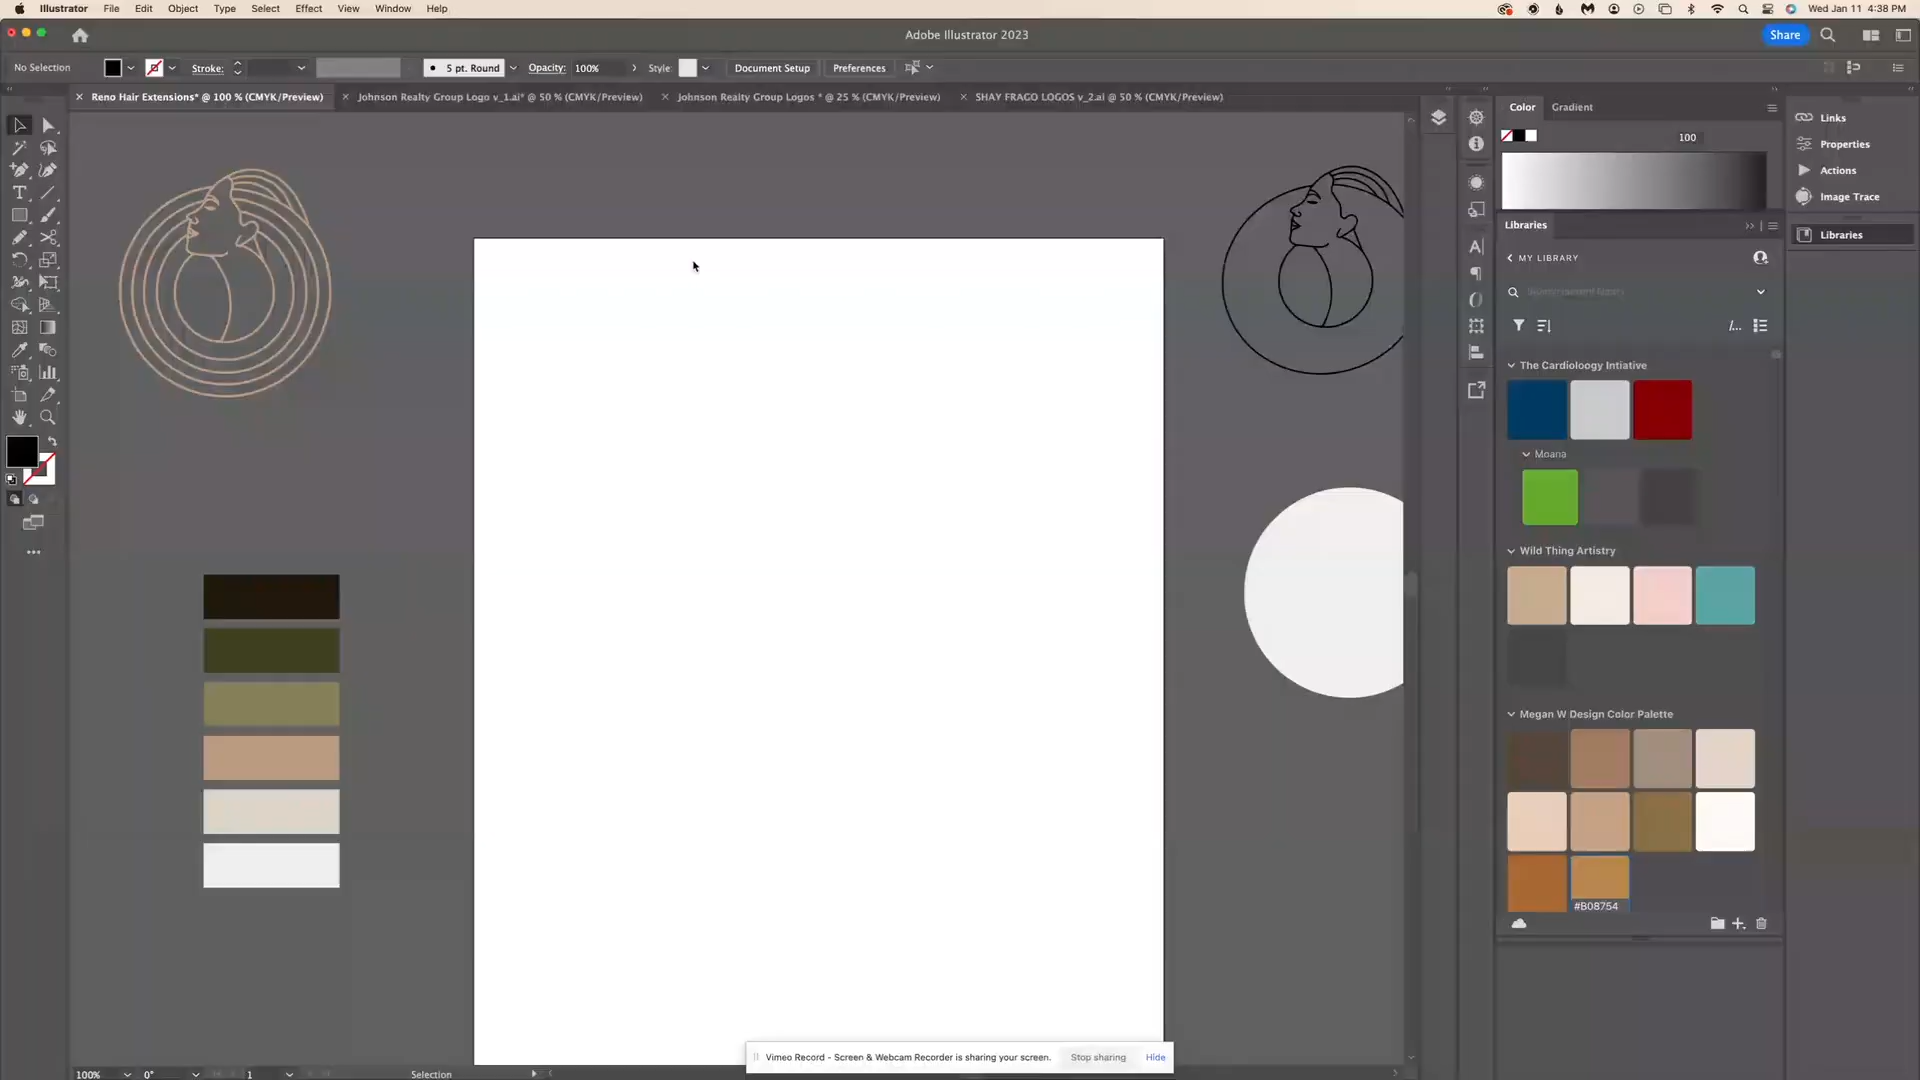 Illustrator File Edit Object Type Select Effect View Window Help Wed Jan 11 4:38 PM
Adobe Illustrator 2023 Share
No Selection Stroke: 5 pt. Round Opacity: 100% Style: Document Setup Preferences
Reno Hair Extensions* @ 100 % (CMYK/Preview) Johnson Realty Group Logo v_1.ai* @ 50 % (CMYK/Preview) Johnson Realty Group Logos * @ 25 % (CMYK/Preview) SHAY FRAGO LOGOS v_2.ai @ 50 % (CMYK/Preview)
Color Gradient
100
Links
Properties
Actions
Image Trace
Libraries
Libraries
MY LIBRARY
The Cardioloogy Intiative
Moana
Wild Thing Artistry
Megan W Design Color Palette
#B08754
Vimeo Record - Screen & Webcam Recorder is sharing your screen. Stop sharing Hide
100% 0° 1 Selection